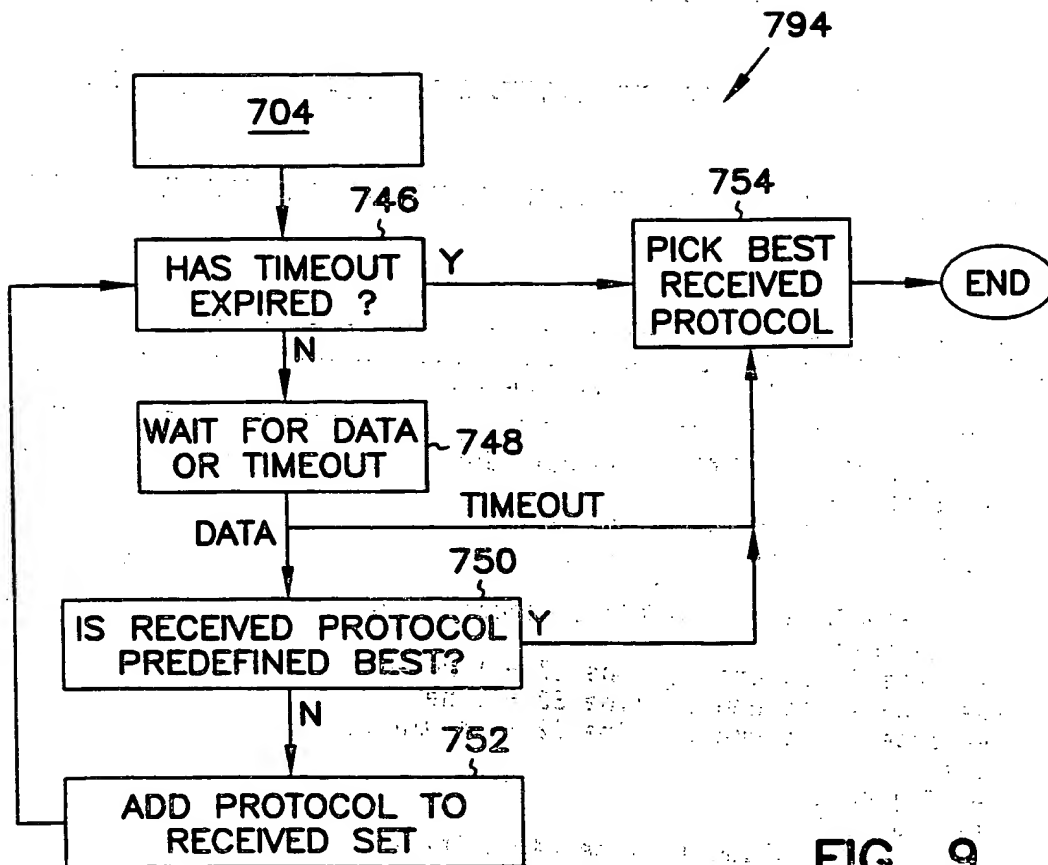 794
704
746
HAS TIMEOUT
EXPIRED ?
Y
754
PICK BEST
RECEIVED
PROTOCOL
END
N
WAIT FOR DATA
OR TIMEOUT
748
TIMEOUT
DATA
750
IS RECEIVED PROTOCOL
PREDEFINED BEST?
Y
N
752
ADD PROTOCOL TO
RECEIVED SET
FIG. 9